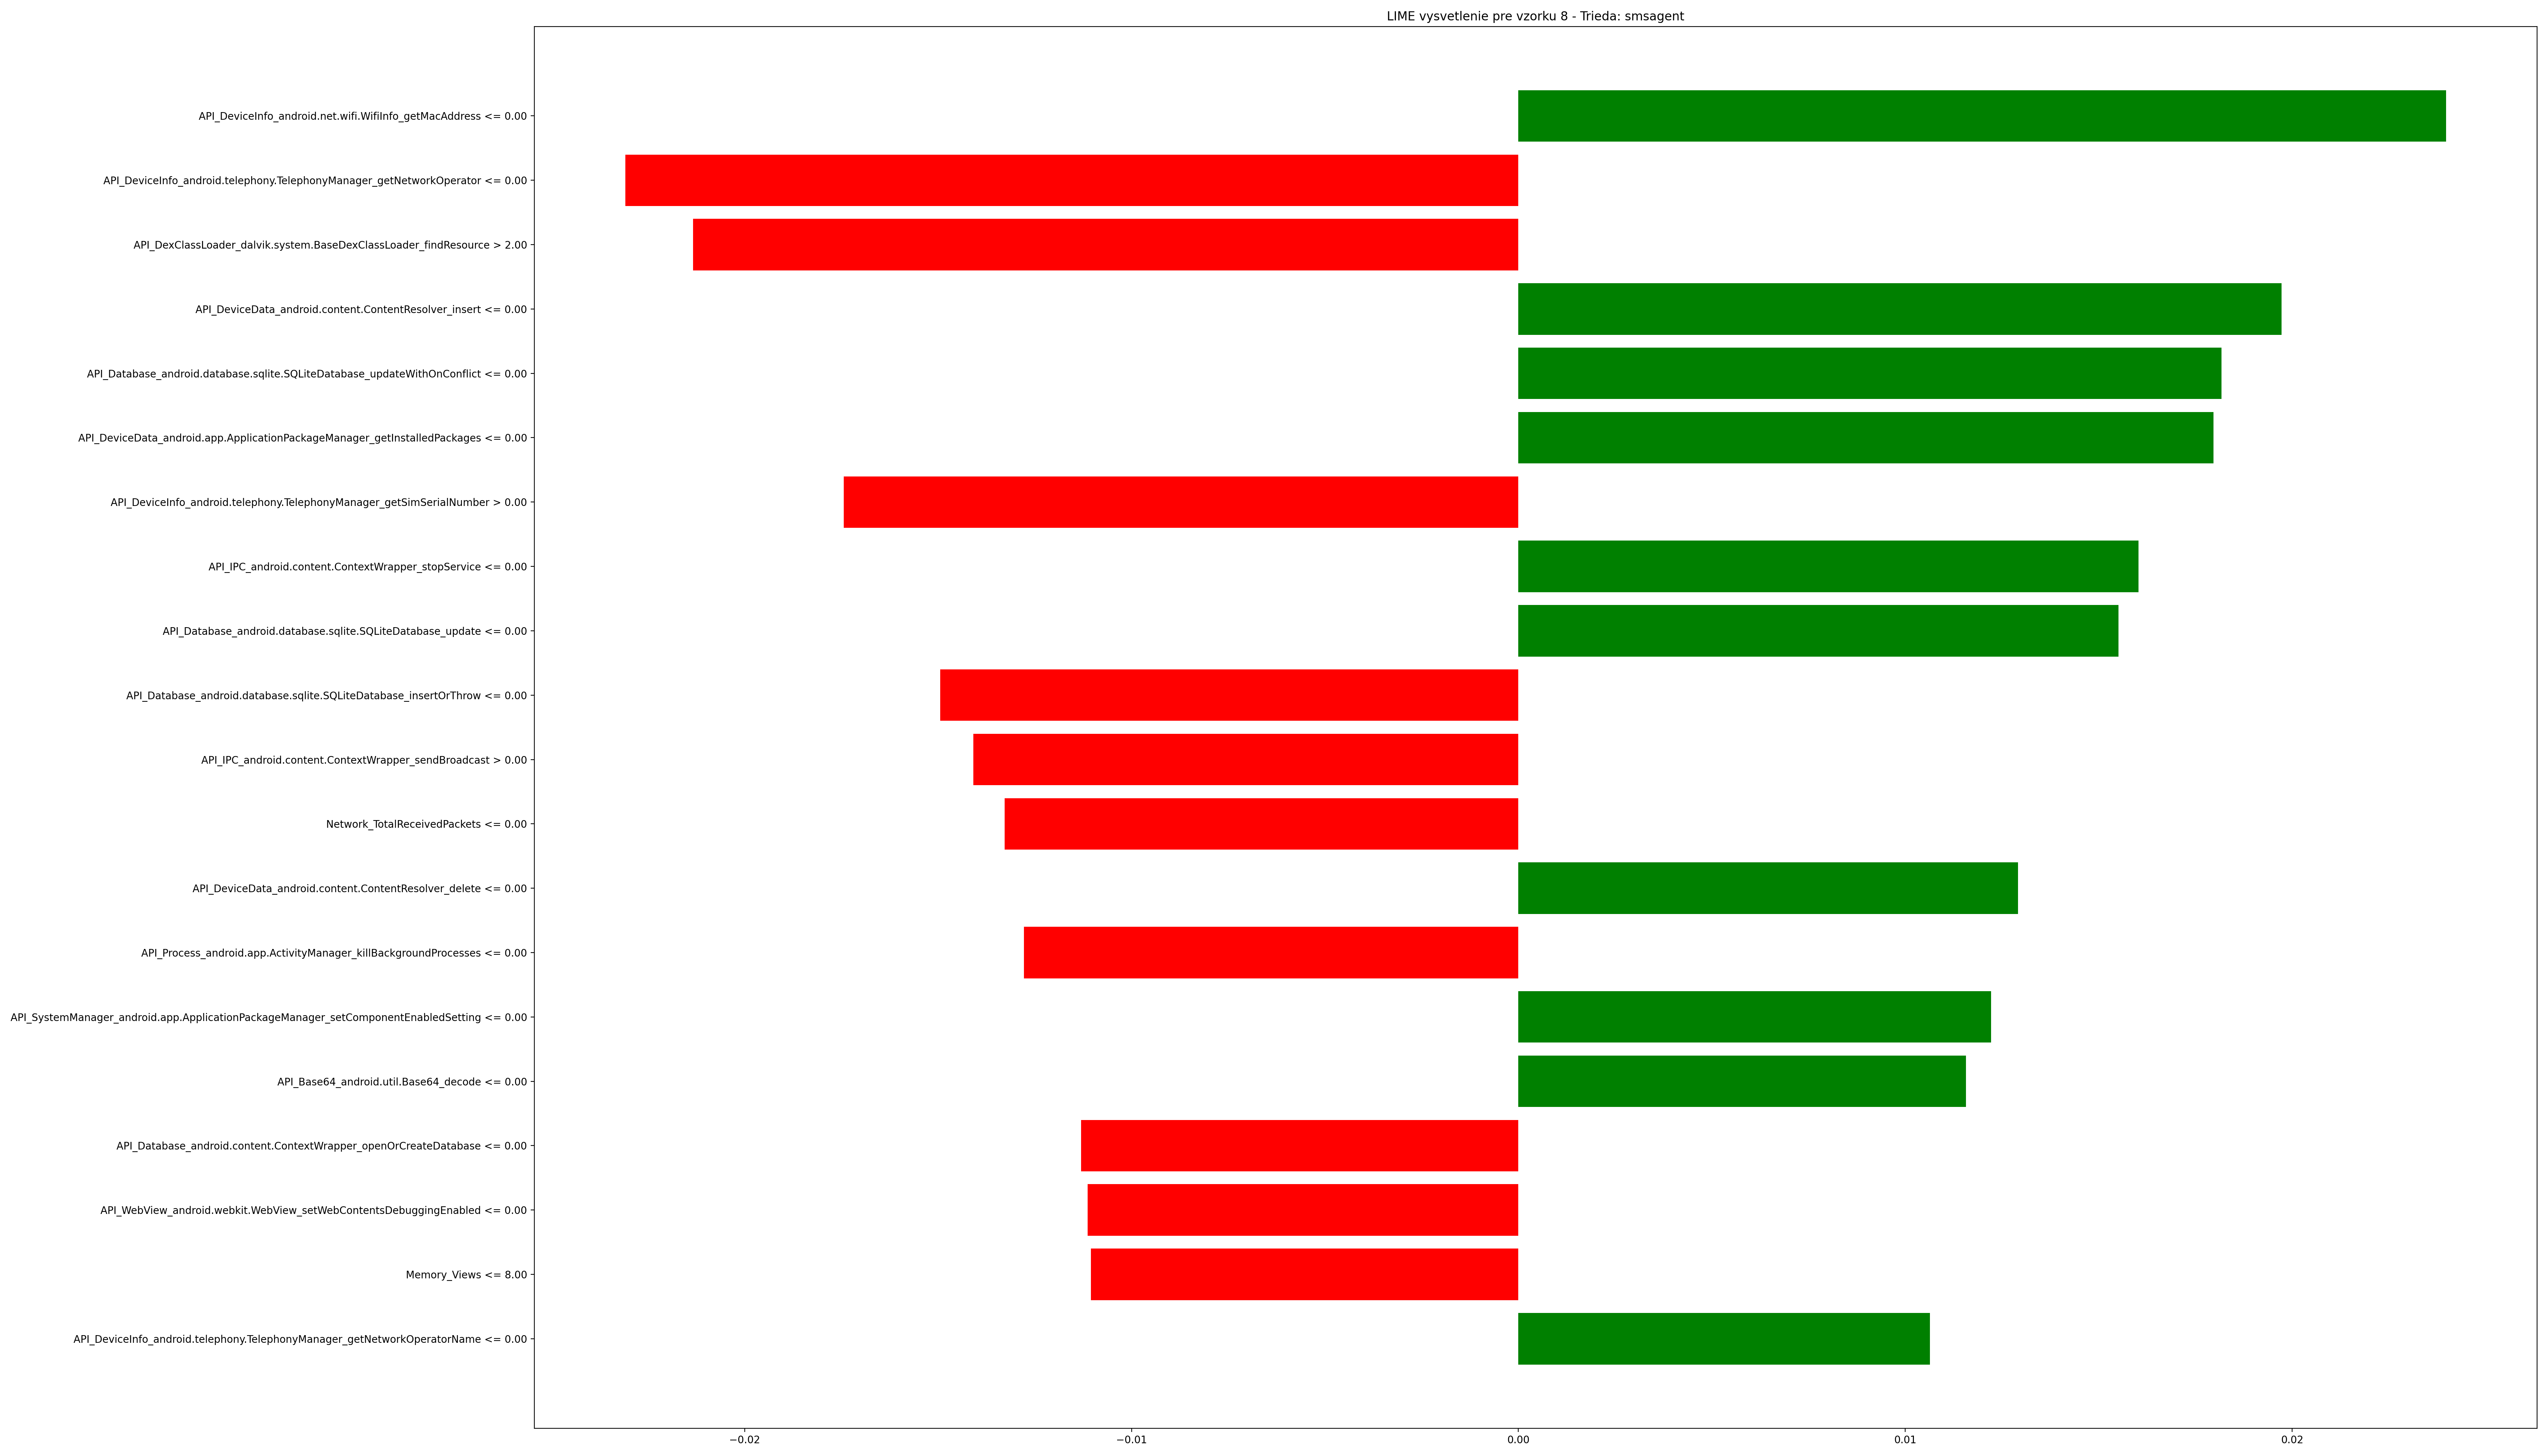 LIME vysvetlenie pre vzorku 8 - Trieda: smsagent
API_DeviceInfo_android.net.wifi.WifiInfo_getMacAddress <= 0.00
API_DeviceInfo_android.telephony.TelephonyManager_getNetworkOperator <= 0.00
API_DexClassLoader_dalvik.system.BaseDexClassLoader_findResource > 2.00
API_DeviceData_android.content.ContentResolver_insert <= 0.00
API_Database_android.database.sqlite.SQLiteDatabase_updateWithOnConflict <= 0.00
API_DeviceData_android.app.ApplicationPackageManager_getInstalledPackages <= 0.00
API_DeviceInfo_android.telephony.TelephonyManager_getSimSerialNumber > 0.00
API_IPC_android.content.ContextWrapper_stopService <= 0.00
API_Database_android.database.sqlite.SQLiteDatabase_update <= 0.00
API_Database_android.database.sqlite.SQLiteDatabase_insertOrThrow <= 0.00
API_IPC_android.content.ContextWrapper_sendBroadcast > 0.00
Network_TotalReceivedPackets <= 0.00
API_DeviceData_android.content.ContentResolver_delete <= 0.00
API_Process_android.app.ActivityManager_killBackgroundProcesses <= 0.00
API_SystemManager_android.app.ApplicationPackageManager_setComponentEnabledSetting <= 0.00
API_Base64_android.util.Base64_decode <= 0.00
API_Database_android.content.ContextWrapper_openOrCreateDatabase <= 0.00
API_WebView_android.webkit.WebView_setWebContentsDebuggingEnabled <= 0.00
Memory_Views <= 8.00
API_DeviceInfo_android.telephony.TelephonyManager_getNetworkOperatorName <= 0.00
−0.02 −0.01 0.00 0.01 0.02